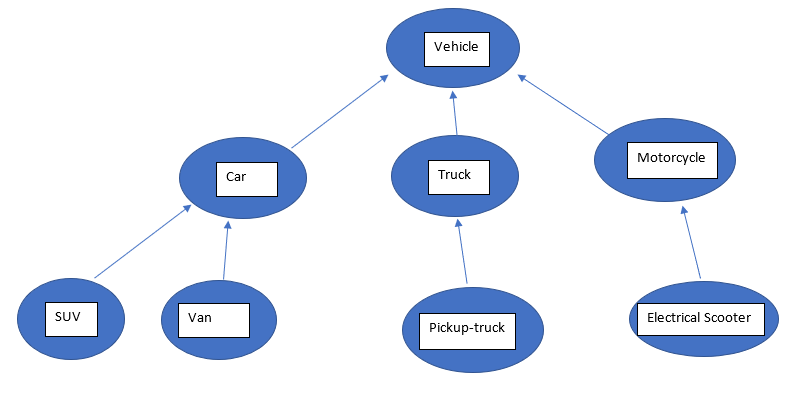 Vehicle
Car
Truck
Motorcycle
SUV
Van
Pickup-truck
Electrical Scooter